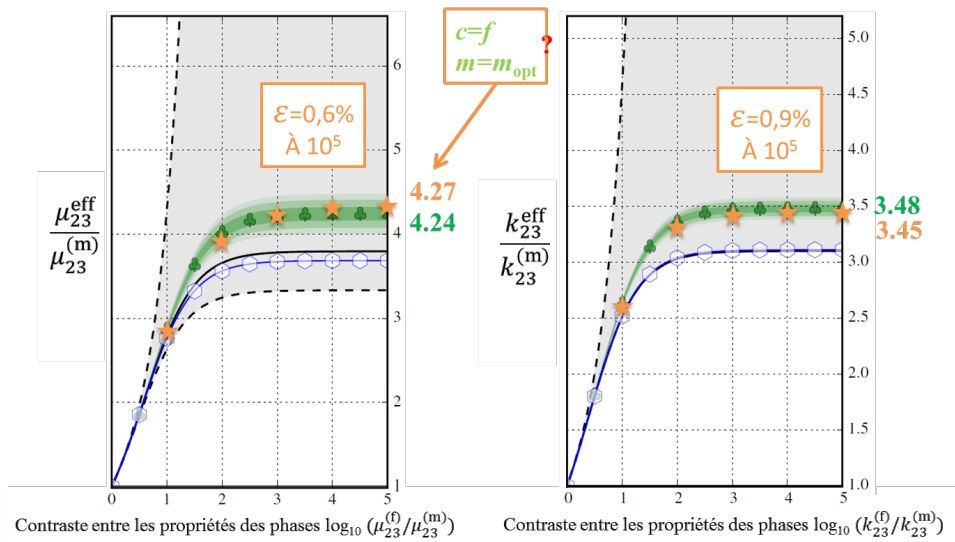 c=f
m=m_opt
?
ℰ=0,6%
À 10⁵
4.27
4.24
μ₂₃^eff
μ₂₃^(m)
6
5
4
3
2
1
0 1 2 3 4 5
Contraste entre les propriétés des phases log₁₀ (μ₂₃^(f)/μ₂₃^(m))
ℰ=0,9%
À 10⁵
3.48
3.45
k₂₃^eff
k₂₃^(m)
5.0
4.5
4.0
3.5
3.0
2.5
2.0
1.5
1.0
0 1 2 3 4 5
Contraste entre les propriétés des phases log₁₀ (k₂₃^(f)/k₂₃^(m))